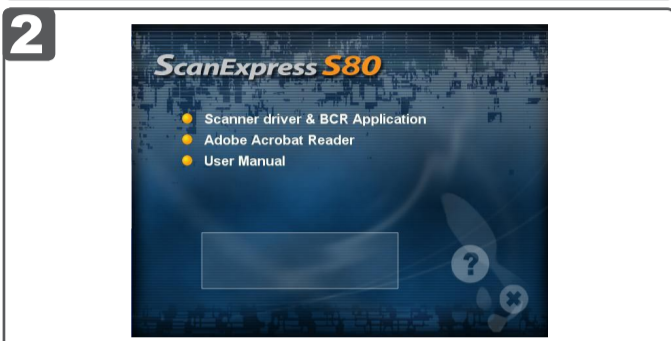 2
ScanExpress S80
Scanner driver & BCR Application
Adobe Acrobat Reader
User Manual
?